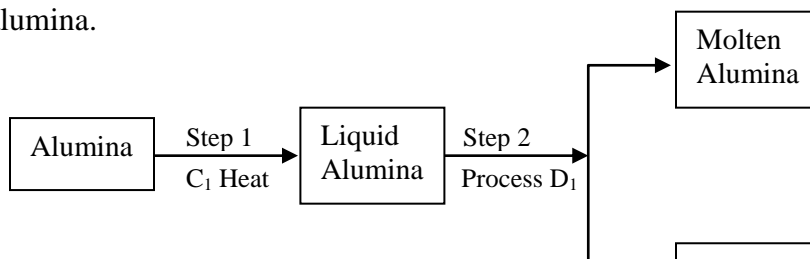 lumina.
Molten
Alumina
Alumina
Step 1
C₁ Heat
Liquid
Alumina
Step 2
Process D₁